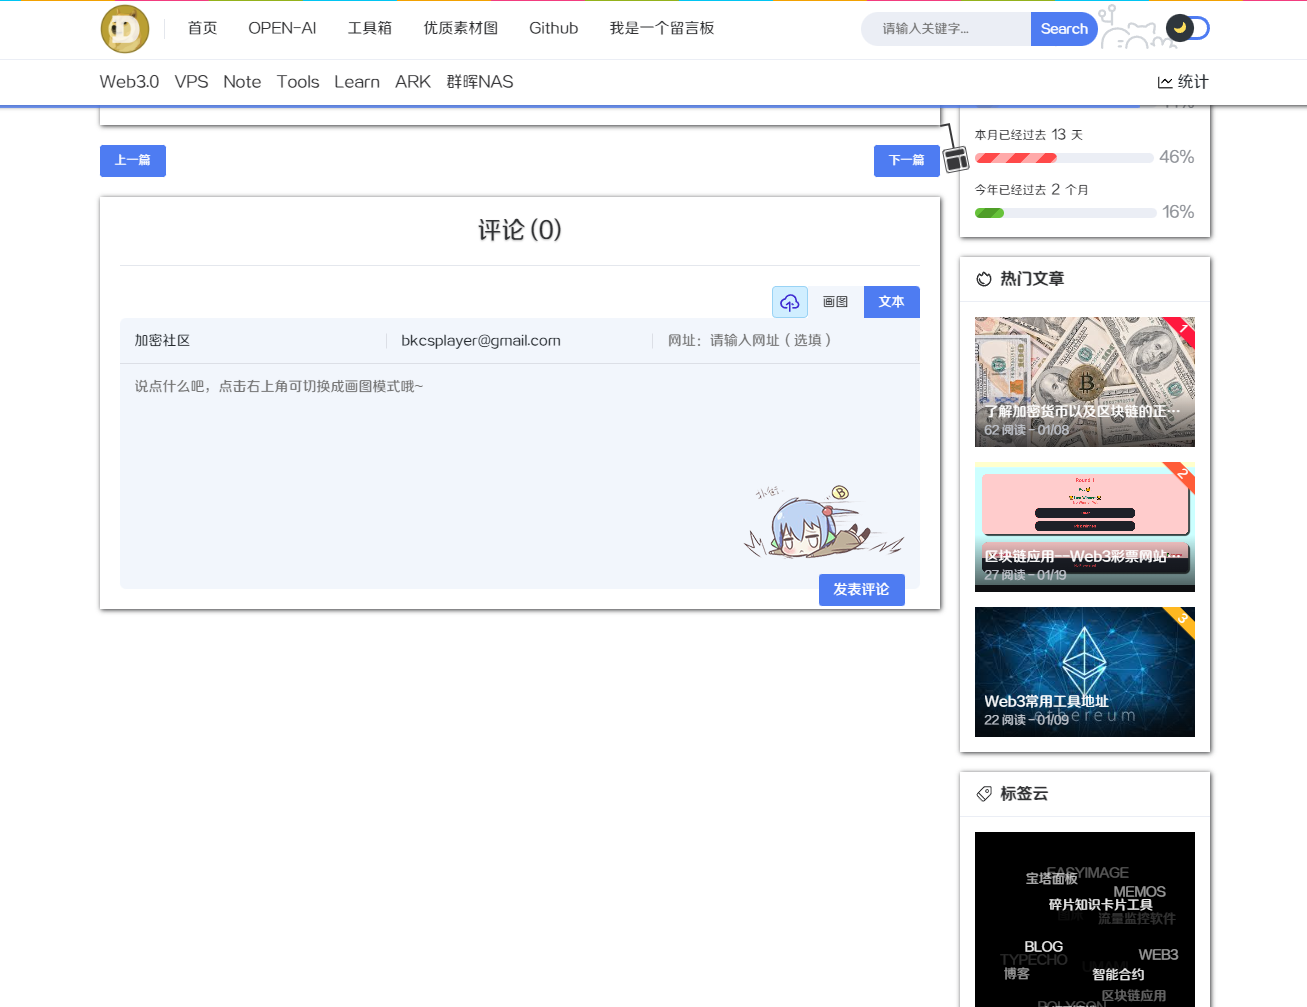 首页 OPEN-AI 工具箱 优质素材图 Github 我是一个留言板
请输入关键字... Search
Web3.0 VPS Note Tools Learn ARK 群晖NAS
统计
上一篇
下一篇
评论 (0)
画图 文本
加密社区
bkcsplayer@gmail.com
网址：请输入网址（选填）
说点什么吧，点击右上角可切换成画图模式哦~
发表评论
本月已经过去 13 天
46%
今年已经过去 2 个月
16%
热门文章
1
了解加密货币以及区块链的正…
62 阅读 - 01/08
2
Round 1
区块链应用--Web3彩票网站…
27 阅读 - 01/19
3
ethereum
Web3常用工具地址
22 阅读 - 01/09
标签云
EASYIMAGE
宝塔面板
MEMOS
碎片知识卡片工具
流量监控软件
BLOG
WEB3
TYPECHO
博客
智能合约
区块链应用
POLYGON